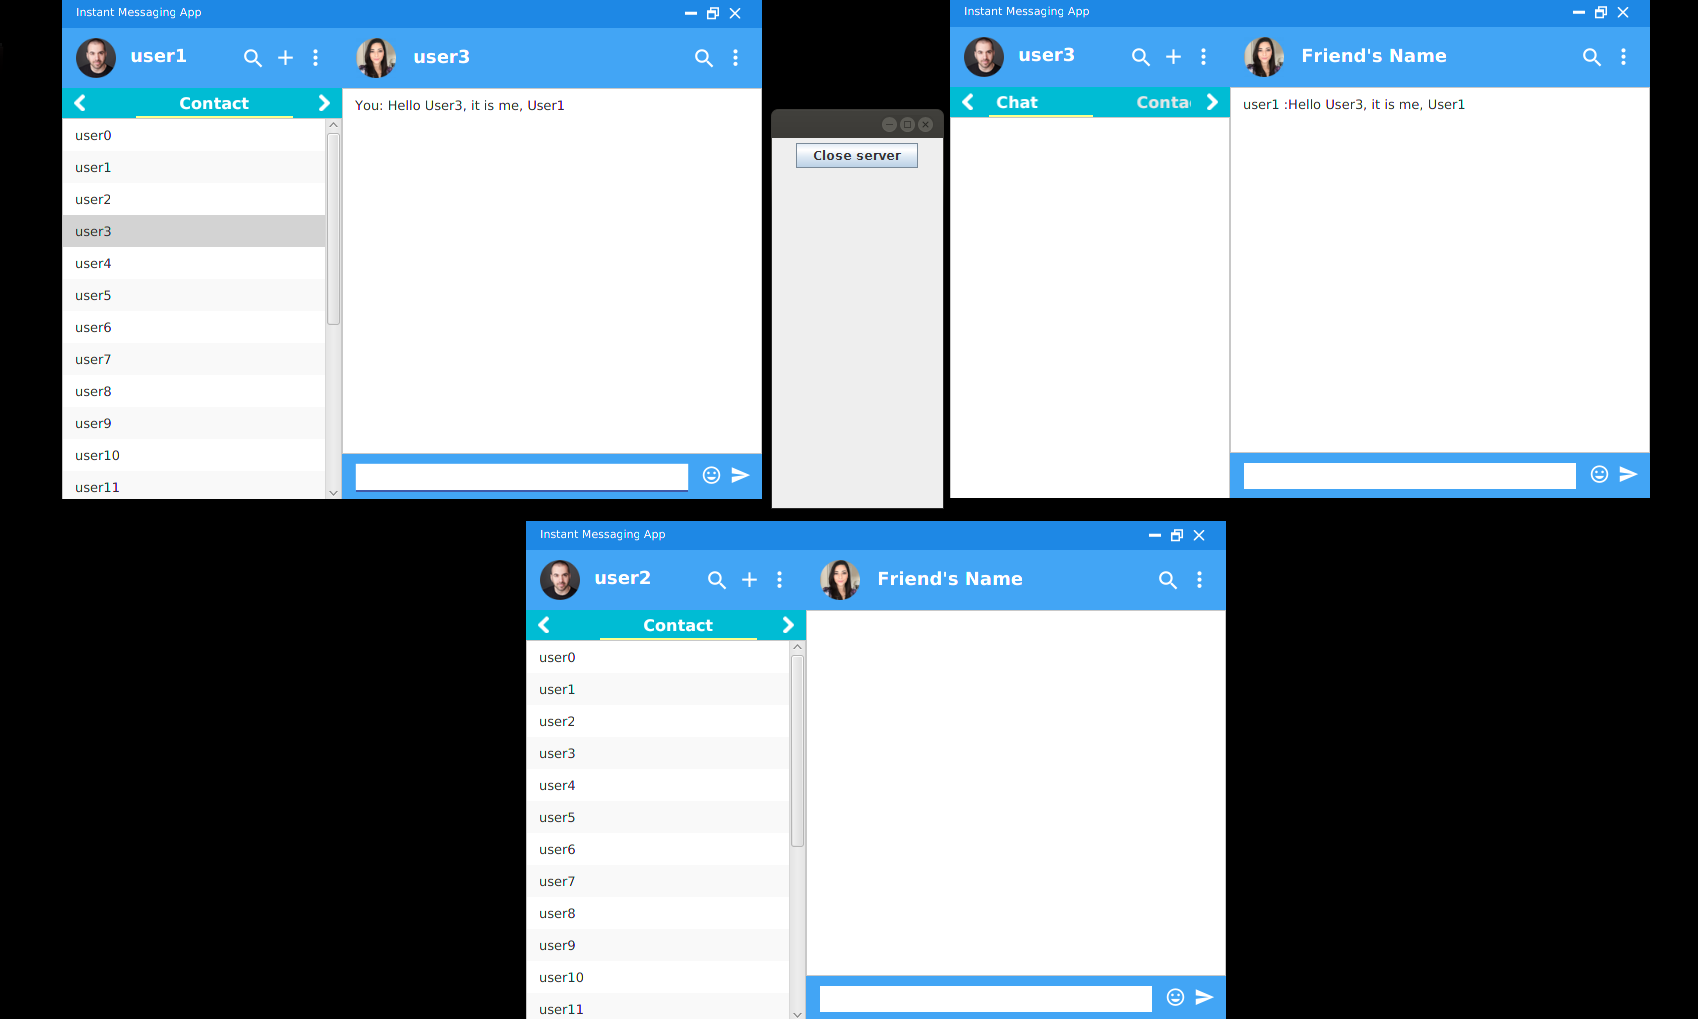 Instant Messaging App
user1
user3
Contact
You: Hello User3, it is me, User1
user0
user1
user2
user3
user4
user5
user6
user7
user8
user9
user10
user11
Close server
Instant Messaging App
user3
Friend's Name
Chat
Conta
user1 :Hello User3, it is me, User1
Instant Messaging App
user2
Friend's Name
Contact
user0
user1
user2
user3
user4
user5
user6
user7
user8
user9
user10
user11